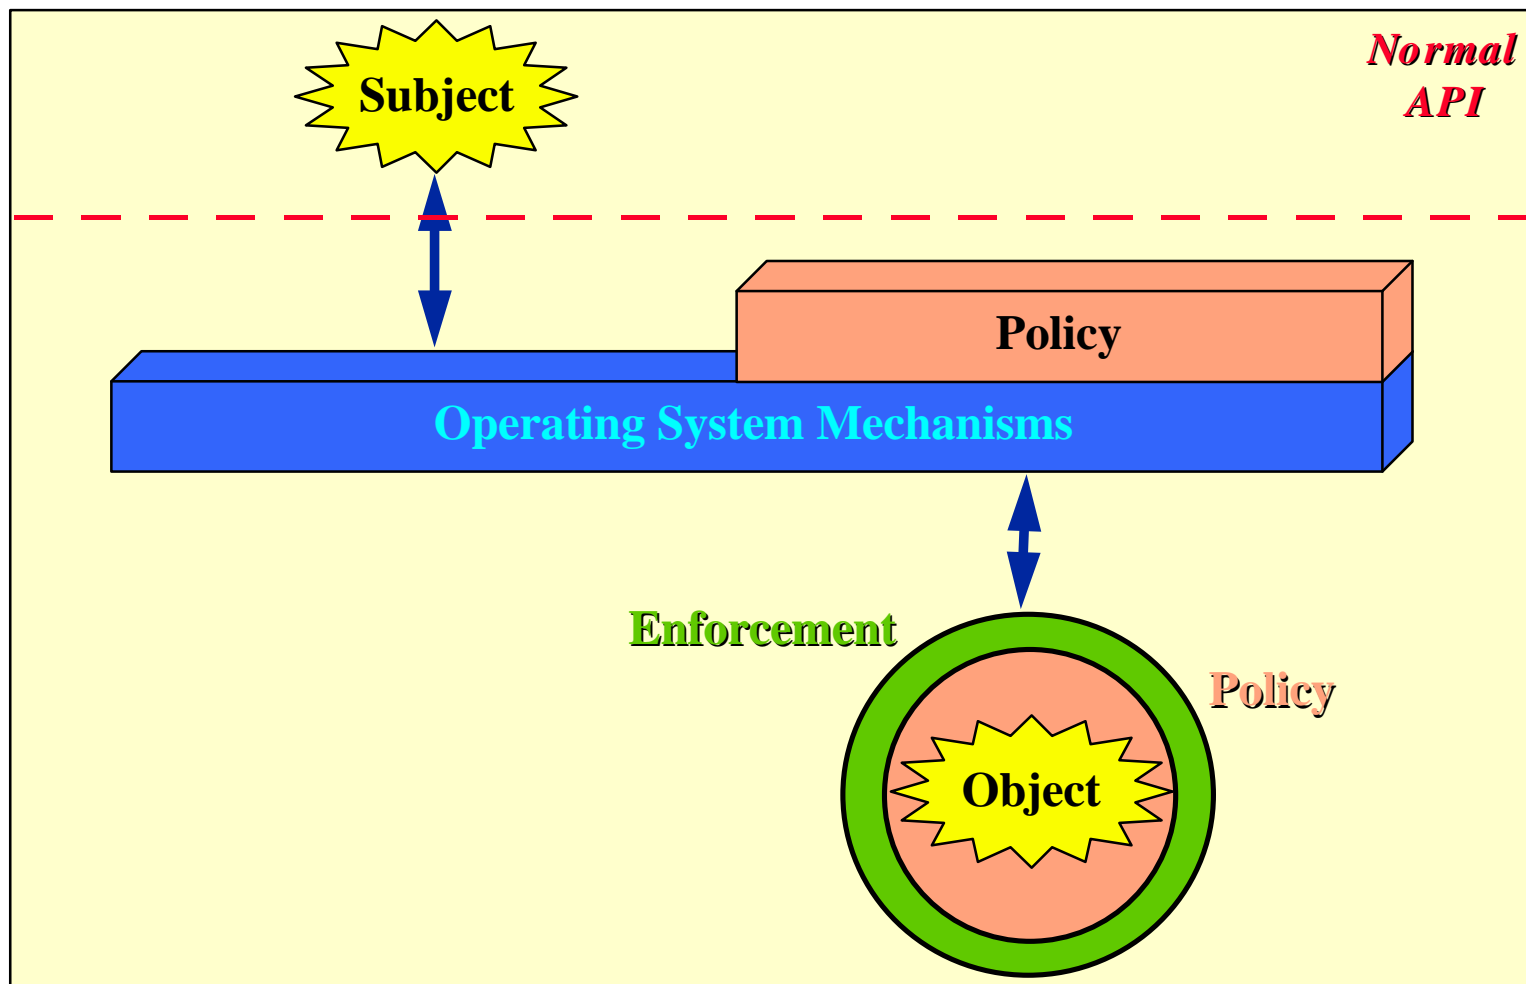 Subject
Normal
API
Policy
Operating System Mechanisms
Enforcement
Policy
Object